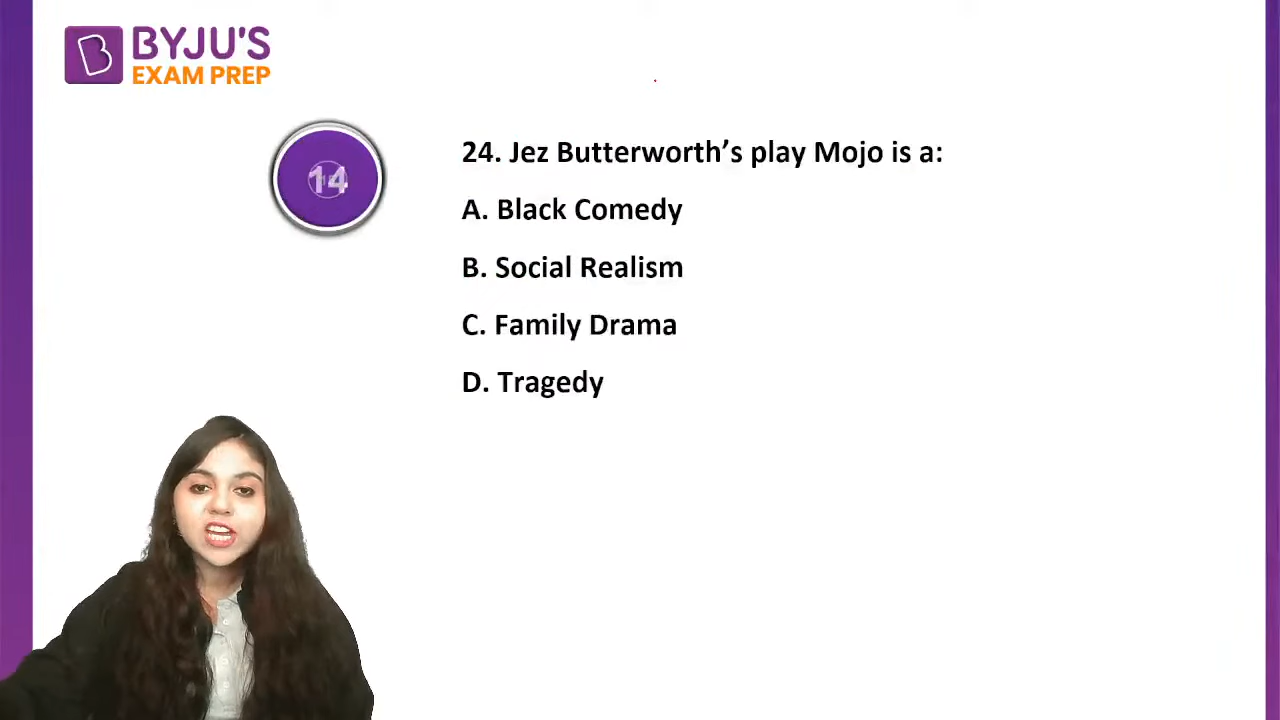 BYJU'S
EXAM PREP
14
24. Jez Butterworth’s play Mojo is a:
A. Black Comedy
B. Social Realism
C. Family Drama
D. Tragedy